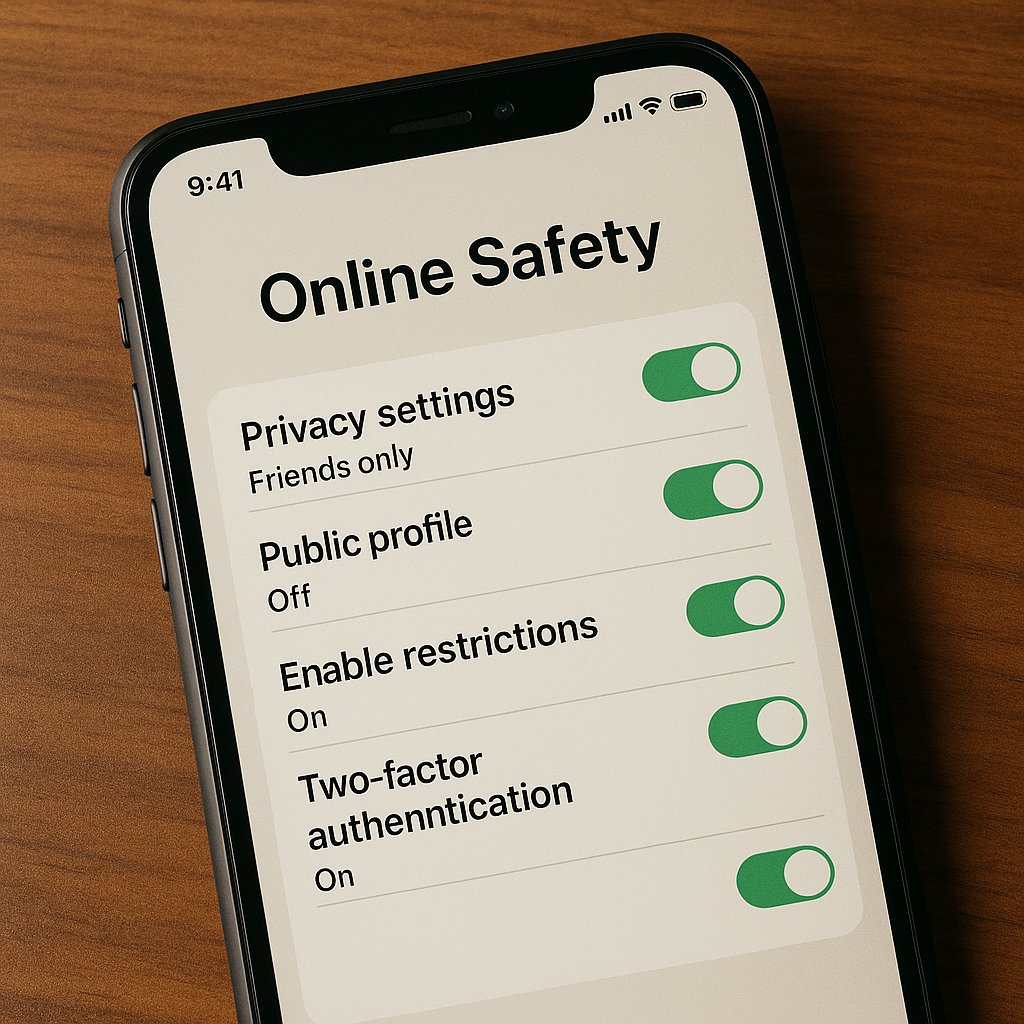 9:41
Online Safety
Privacy settings
Friends only
Public profile
Off
Enable restrictions
On
Two-factor
authenntication
On